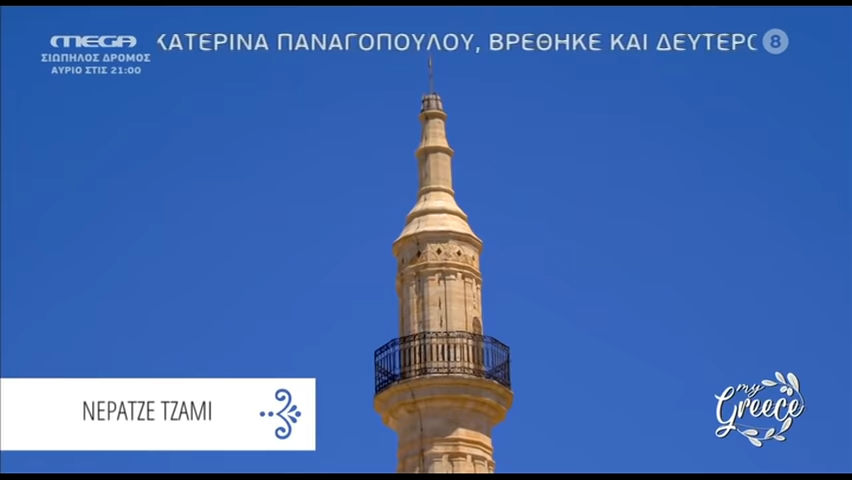 MEGA
ΣΙΩΠΗΛΟΣ ΔΡΟΜΟΣ
ΑΥΡΙΟ ΣΤΙΣ 21:00
ΚΑΤΕΡΙΝΑ ΠΑΝΑΓΟΠΟΥΛΟΥ, ΒΡΕΘΗΚΕ ΚΑΙ ΔΕΥΤΕΡΟ
8
ΝΕΡΑΤΖΕ ΤΖΑΜΙ
my
Greece